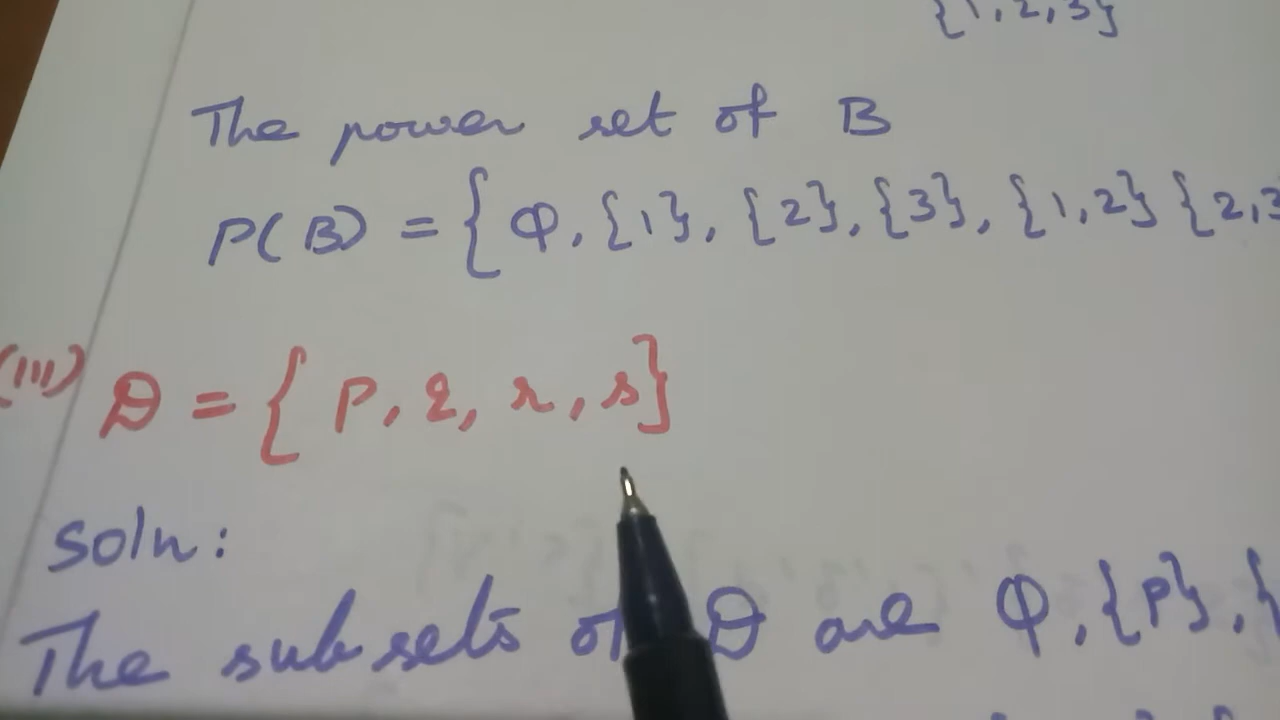 {1,2,3}
The power set of B
P(B) = { φ, {1}, {2}, {3}, {1,2} {2,3
(III) D = { P, q, r, s}
Soln:
The subsets of D are φ, {P}, {